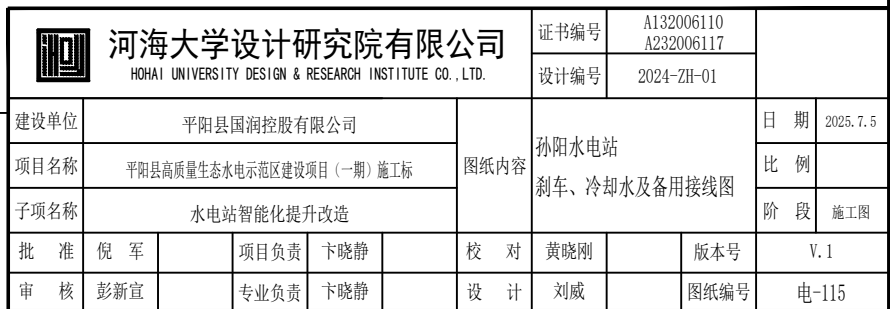 河海大学设计研究院有限公司
HOHAI UNIVERSITY DESIGN & RESEARCH INSTITUTE CO.,LTD.
证书编号 A132006110
A232006117
设计编号 2024-ZH-01
建设单位 平阳县国润控股有限公司
项目名称 平阳县高质量生态水电示范区建设项目（一期）施工标
子项名称 水电站智能化提升改造
图纸内容 孙阳水电站
刹车、冷却水及备用接线图
日期 2025.7.5
比例
阶段 施工图
批准 倪军 项目负责 卞晓静 校对 黄晓刚 版本号 V.1
审核 彭新宣 专业负责 卞晓静 设计 刘威 图纸编号 电-115